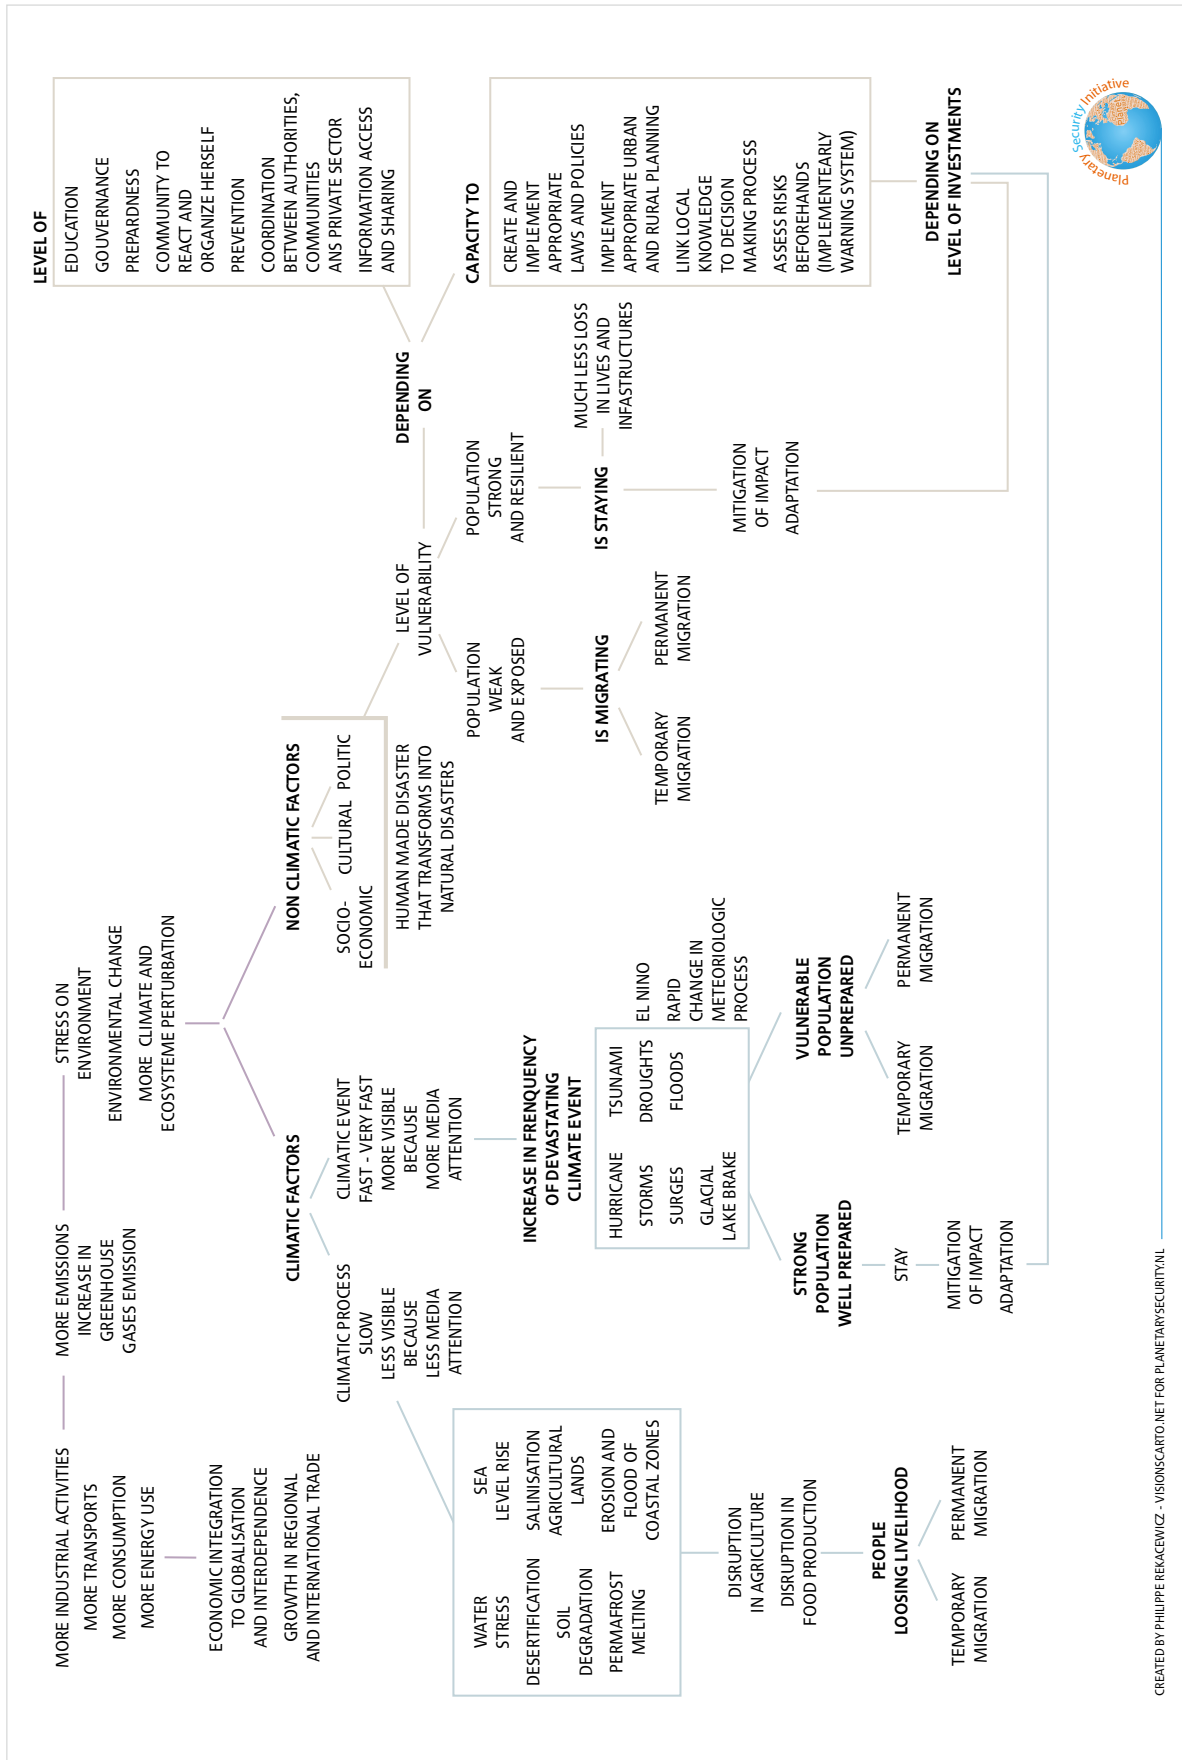 MORE INDUSTRIAL ACTIVITIES
MORE TRANSPORTS
MORE CONSUMPTION
MORE ENERGY USE
ECONOMIC INTEGRATION
TO GLOBALISATION
AND INTERDEPENDENCE
GROWTH IN REGIONAL
AND INTERNATIONAL TRADE
MORE EMISSIONS
INCREASE IN
GREENHOUSE
GASES EMISSION
STRESS ON
ENVIRONMENT
ENVIRONMENTAL CHANGE
MORE CLIMATE AND
ECOSYSTEME PERTURBATION
CLIMATIC FACTORS
CLIMATIC PROCESS
SLOW
LESS VISIBLE
BECAUSE
LESS MEDIA
ATTENTION
CLIMATIC EVENT
FAST - VERY FAST
MORE VISIBLE
BECAUSE
MORE MEDIA
ATTENTION
WATER
STRESS
DESERTIFICATION
SOIL
DEGRADATION
PERMAFROST
MELTING
SEA
LEVEL RISE
SALINISATION
AGRICULTURAL
LANDS
EROSION AND
FLOOD OF
COASTAL ZONES
DISRUPTION
IN AGRICULTURE
DISRUPTION IN
FOOD PRODUCTION
PEOPLE
LOOSING LIVELIHOOD
TEMPORARY
MIGRATION
PERMANENT
MIGRATION
INCREASE IN FRENQUENCY
OF DEVASTATING
CLIMATE EVENT
HURRICANE
STORMS
SURGES
GLACIAL
LAKE BRAKE
TSUNAMI
DROUGHTS
FLOODS
EL NINO
RAPID
CHANGE IN
METEORIOLOGIC
PROCESS
STRONG
POPULATION
WELL PREPARED
STAY
MITIGATION
OF IMPACT
ADAPTATION
VULNERABLE
POPULATION
UNPREPARED
TEMPORARY
MIGRATION
PERMANENT
MIGRATION
NON CLIMATIC FACTORS
SOCIO-
ECONOMIC
CULTURAL
POLITIC
HUMAN MADE DISASTER
THAT TRANSFORMS INTO
NATURAL DISASTERS
LEVEL OF
VULNERABILITY
POPULATION
WEAK
AND EXPOSED
IS MIGRATING
TEMPORARY
MIGRATION
PERMANENT
MIGRATION
POPULATION
STRONG
AND RESILIENT
IS STAYING
MUCH LESS LOSS
IN LIVES AND
INFASTRUCTURES
MITIGATION
OF IMPACT
ADAPTATION
DEPENDING
ON
LEVEL OF
EDUCATION
GOUVERNANCE
PREPARDNESS
COMMUNITY TO
REACT AND
ORGANIZE HERSELF
PREVENTION
COORDINATION
BETWEEN AUTHORITIES,
COMMUNITIES
ANS PRIVATE SECTOR
INFORMATION ACCESS
AND SHARING
CAPACITY TO
CREATE AND
IMPLEMENT
APPROPRIATE
LAWS AND POLICIES
IMPLEMENT
APPROPRIATE URBAN
AND RURAL PLANNING
LINK LOCAL
KNOWLEDGE
TO DECISION
MAKING PROCESS
ASSESS RISKS
BEFOREHANDS
(IMPLEMENTEARLY
WARNING SYSTEM)
DEPENDING ON
LEVEL OF INVESTMENTS
Planetary Security Initiative
CREATED BY PHILIPPE REKACEWICZ - VISIONSCARTO.NET FOR PLANETARYSECURITY.NL